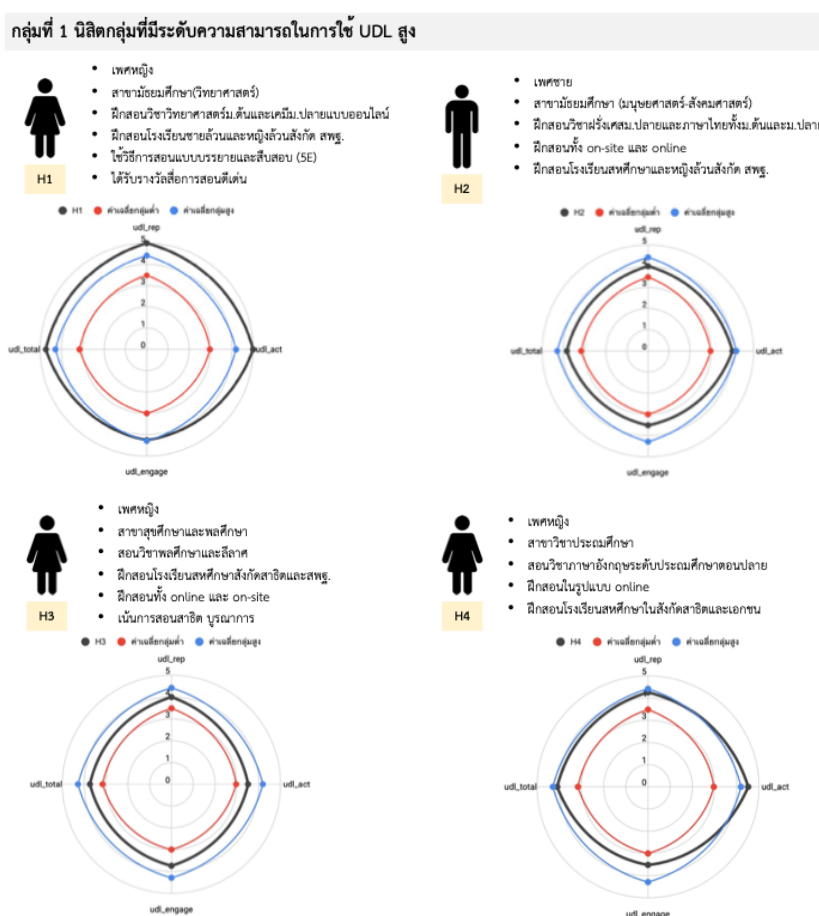 กลุ่มที่ 1 นิสิตกลุ่มที่มีระดับความสามารถในการใช้ UDL สูง
• เพศหญิง
• สาขามัธยมศึกษา(วิทยาศาสตร์)
• ฝึกสอนวิชาวิทยาศาสตร์ม.ต้นและเคมีม.ปลายแบบออนไลน์
• ฝึกสอนโรงเรียนชายล้วนและหญิงล้วนสังกัด สพฐ.
• ใช้วิธีการสอนแบบบรรยายและสืบสอบ (5E)
• ได้รับรางวัลสื่อการสอนดีเด่น
H1
H1 ค่าเฉลี่ยกลุ่มต่ำ ค่าเฉลี่ยกลุ่มสูง
udl_rep
5
4
3
2
1
0
udl_total
udl_act
udl_engage
• เพศชาย
• สาขามัธยมศึกษา (มนุษยศาสตร์-สังคมศาสตร์)
• ฝึกสอนวิชาฝรั่งเศสม.ปลายและภาษาไทยทั้งม.ต้นและม.ปลา
• ฝึกสอนทั้ง on-site และ online
• ฝึกสอนโรงเรียนสหศึกษาและหญิงล้วนสังกัด สพฐ.
H2
H2 ค่าเฉลี่ยกลุ่มต่ำ ค่าเฉลี่ยกลุ่มสูง
udl_rep
5
4
3
2
1
0
udl_total
udl_act
udl_engage
• เพศหญิง
• สาขาสุขศึกษาและพลศึกษา
• สอนวิชาพลศึกษาและลีลาศ
• ฝึกสอนโรงเรียนสหศึกษาสังกัดสาธิตและสพฐ.
• ฝึกสอนทั้ง online และ on-site
• เน้นการสอนสาธิต บูรณาการ
H3
H3 ค่าเฉลี่ยกลุ่มต่ำ ค่าเฉลี่ยกลุ่มสูง
udl_rep
5
4
3
2
1
0
udl_total
udl_act
udl_engage
• เพศหญิง
• สาขาวิชาประถมศึกษา
• สอนวิชาภาษาอังกฤษระดับประถมศึกษาตอนปลาย
• ฝึกสอนในรูปแบบ online
• ฝึกสอนโรงเรียนสหศึกษาในสังกัดสาธิตและเอกชน
H4
H4 ค่าเฉลี่ยกลุ่มต่ำ ค่าเฉลี่ยกลุ่มสูง
udl_rep
5
4
3
2
1
0
udl_total
udl_act
udl_engage